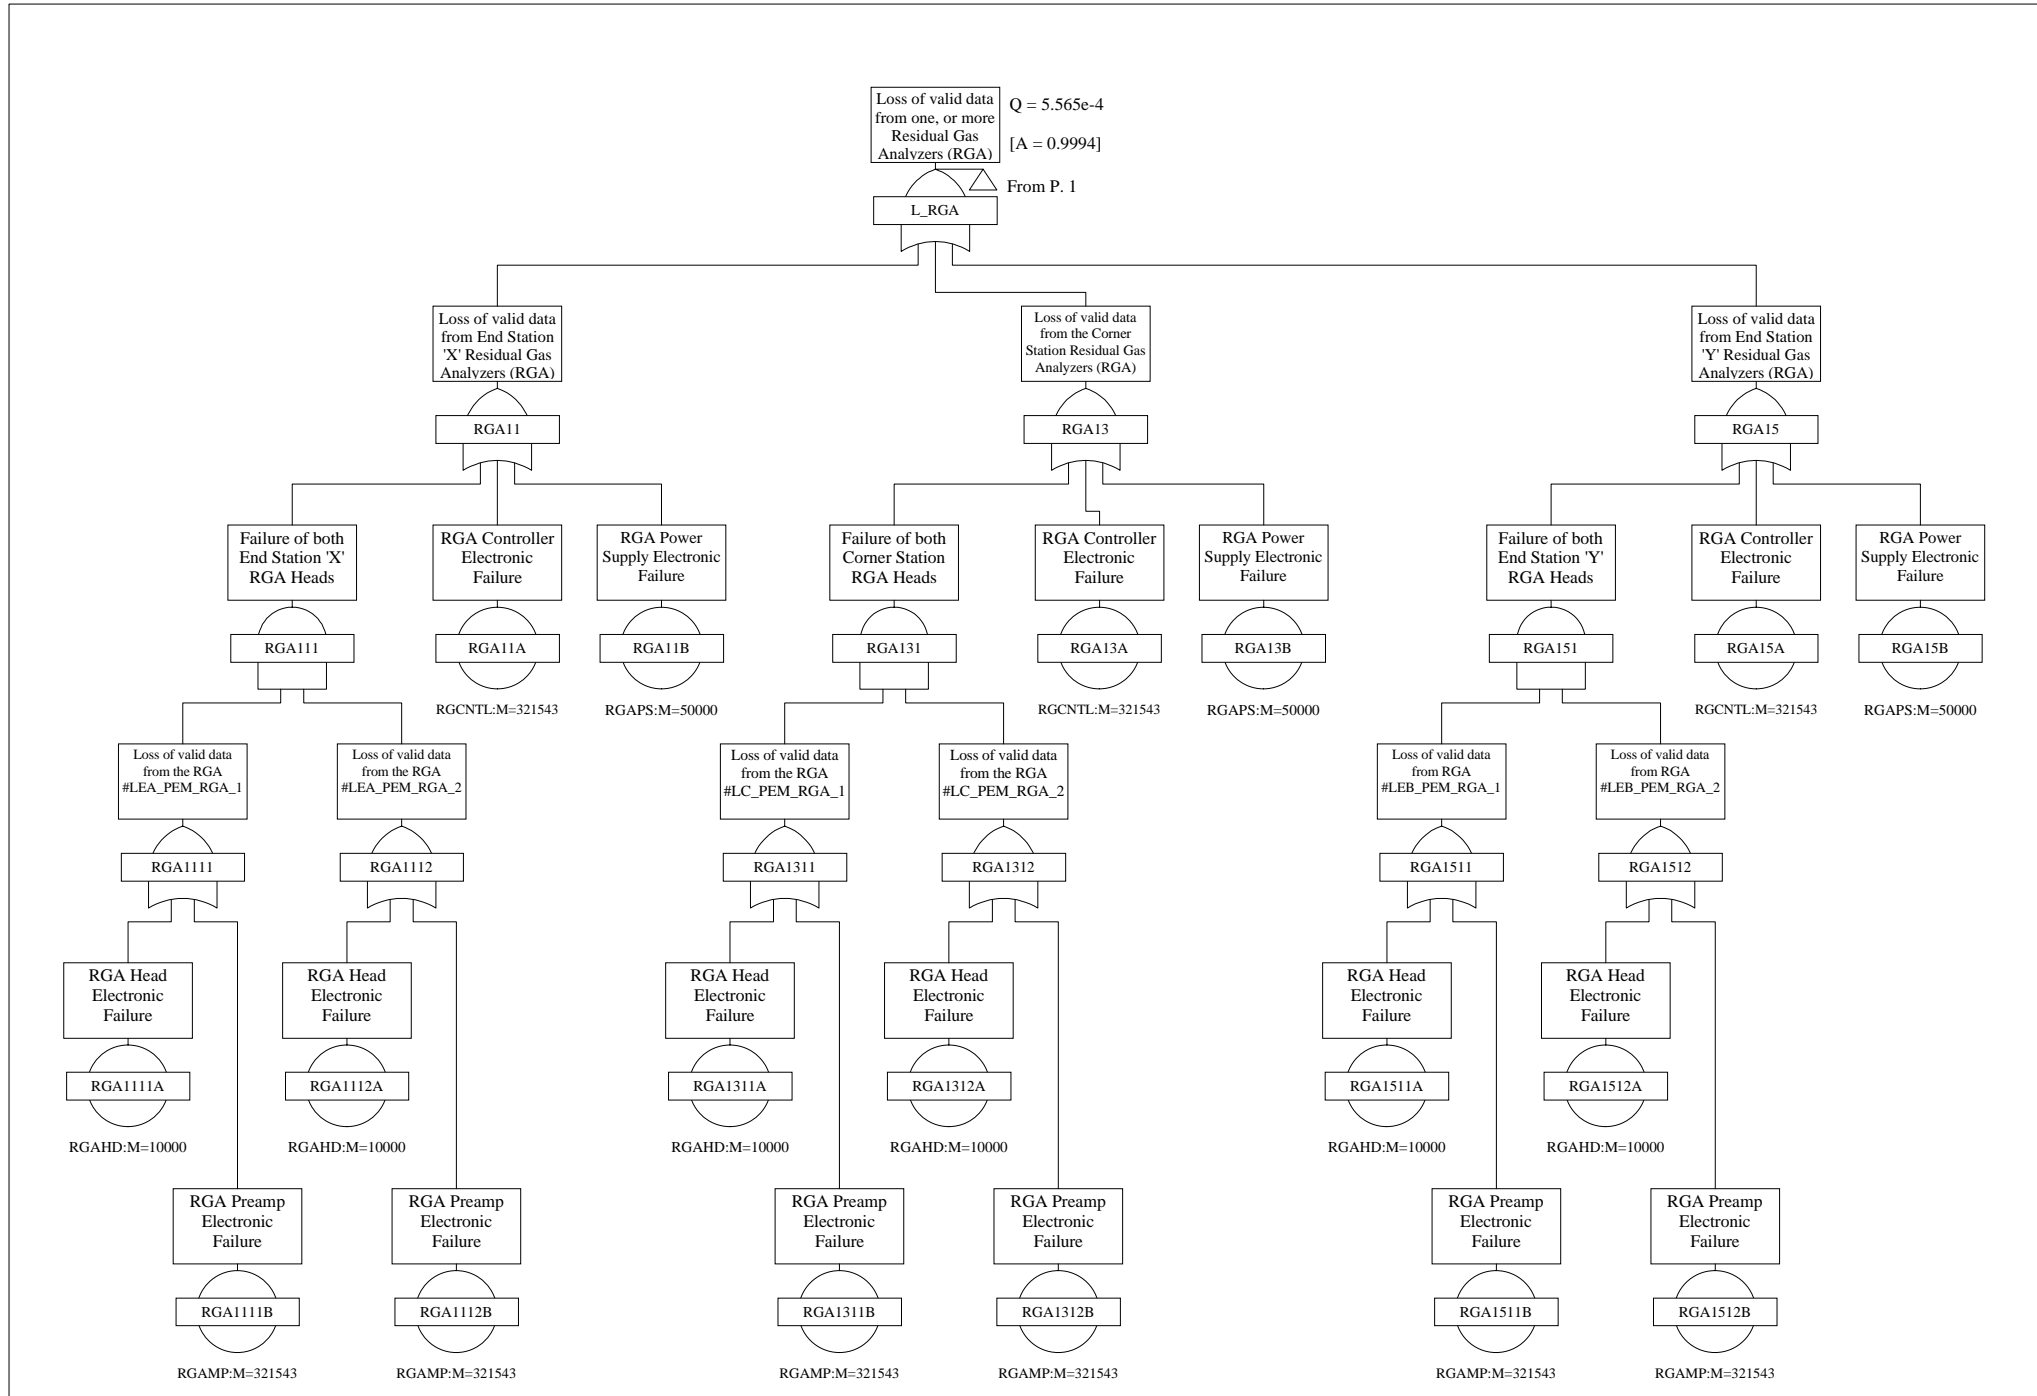 Loss of valid data
from one, or more
Residual Gas
Analyzers (RGA)
Q = 5.565e-4
[A = 0.9994]
From P. 1
L_RGA
Loss of valid data
from End Station
'X' Residual Gas
Analyzers (RGA)
RGA11
Loss of valid data
from the Corner
Station Residual Gas
Analyzers (RGA)
RGA13
Loss of valid data
from End Station
'Y' Residual Gas
Analyzers (RGA)
RGA15
Failure of both
End Station 'X'
RGA Heads
RGA111
RGA Controller
Electronic
Failure
RGA11A
RGCNTL:M=321543
RGA Power
Supply Electronic
Failure
RGA11B
RGAPS:M=50000
Failure of both
Corner Station
RGA Heads
RGA131
RGA Controller
Electronic
Failure
RGA13A
RGCNTL:M=321543
RGA Power
Supply Electronic
Failure
RGA13B
RGAPS:M=50000
Failure of both
End Station 'Y'
RGA Heads
RGA151
RGA Controller
Electronic
Failure
RGA15A
RGCNTL:M=321543
RGA Power
Supply Electronic
Failure
RGA15B
RGAPS:M=50000
Loss of valid data
from the RGA
#LEA_PEM_RGA_1
RGA1111
Loss of valid data
from the RGA
#LEA_PEM_RGA_2
RGA1112
Loss of valid data
from the RGA
#LC_PEM_RGA_1
RGA1311
Loss of valid data
from the RGA
#LC_PEM_RGA_2
RGA1312
Loss of valid data
from RGA
#LEB_PEM_RGA_1
RGA1511
Loss of valid data
from RGA
#LEB_PEM_RGA_2
RGA1512
RGA Head
Electronic
Failure
RGA1111A
RGAHD:M=10000
RGA Head
Electronic
Failure
RGA1112A
RGAHD:M=10000
RGA Head
Electronic
Failure
RGA1311A
RGAHD:M=10000
RGA Head
Electronic
Failure
RGA1312A
RGAHD:M=10000
RGA Head
Electronic
Failure
RGA1511A
RGAHD:M=10000
RGA Head
Electronic
Failure
RGA1512A
RGAHD:M=10000
RGA Preamp
Electronic
Failure
RGA1111B
RGAMP:M=321543
RGA Preamp
Electronic
Failure
RGA1112B
RGAMP:M=321543
RGA Preamp
Electronic
Failure
RGA1311B
RGAMP:M=321543
RGA Preamp
Electronic
Failure
RGA1312B
RGAMP:M=321543
RGA Preamp
Electronic
Failure
RGA1511B
RGAMP:M=321543
RGA Preamp
Electronic
Failure
RGA1512B
RGAMP:M=321543